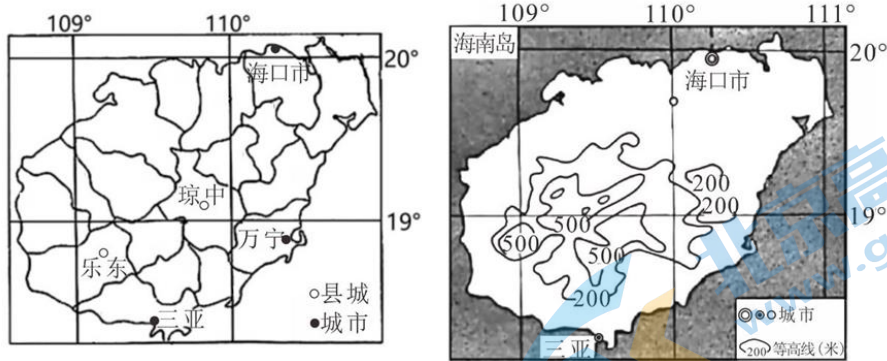 109°
110°
20°
海口市
琼中
19°
万宁
乐东
三亚
○县城
●城市
109°
110°
111°
海南岛
20°
海口市
200
200
19°
500
500
500
200
城市
200 等高线(米)
三亚